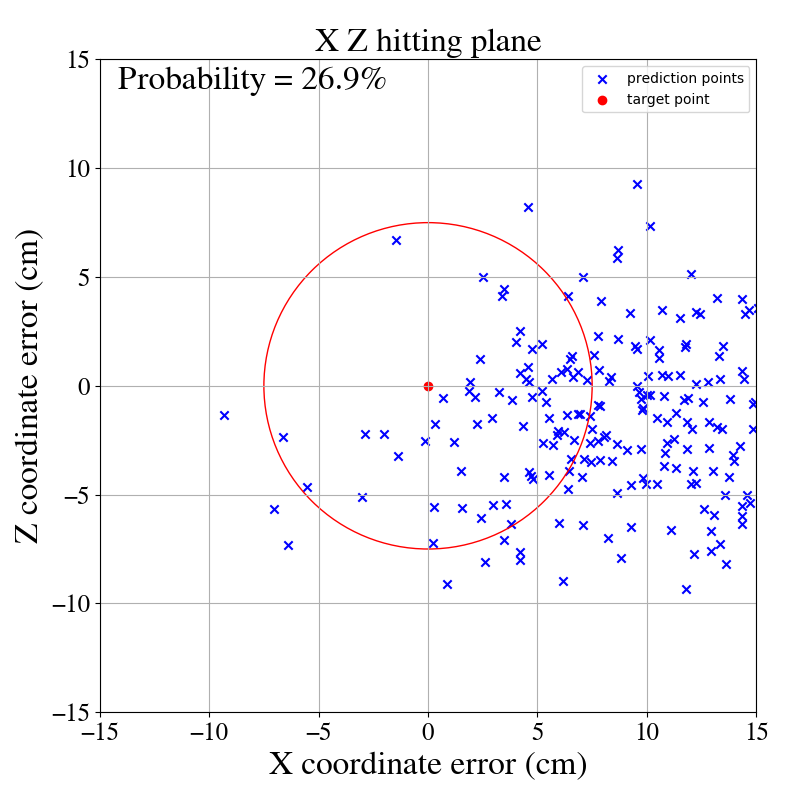 X Z hitting plane
Probability = 26.9%
prediction points
target point
15
10
5
0
−5
−10
−15
Z coordinate error (cm)
−15 −10 −5 0 5 10 15
X coordinate error (cm)